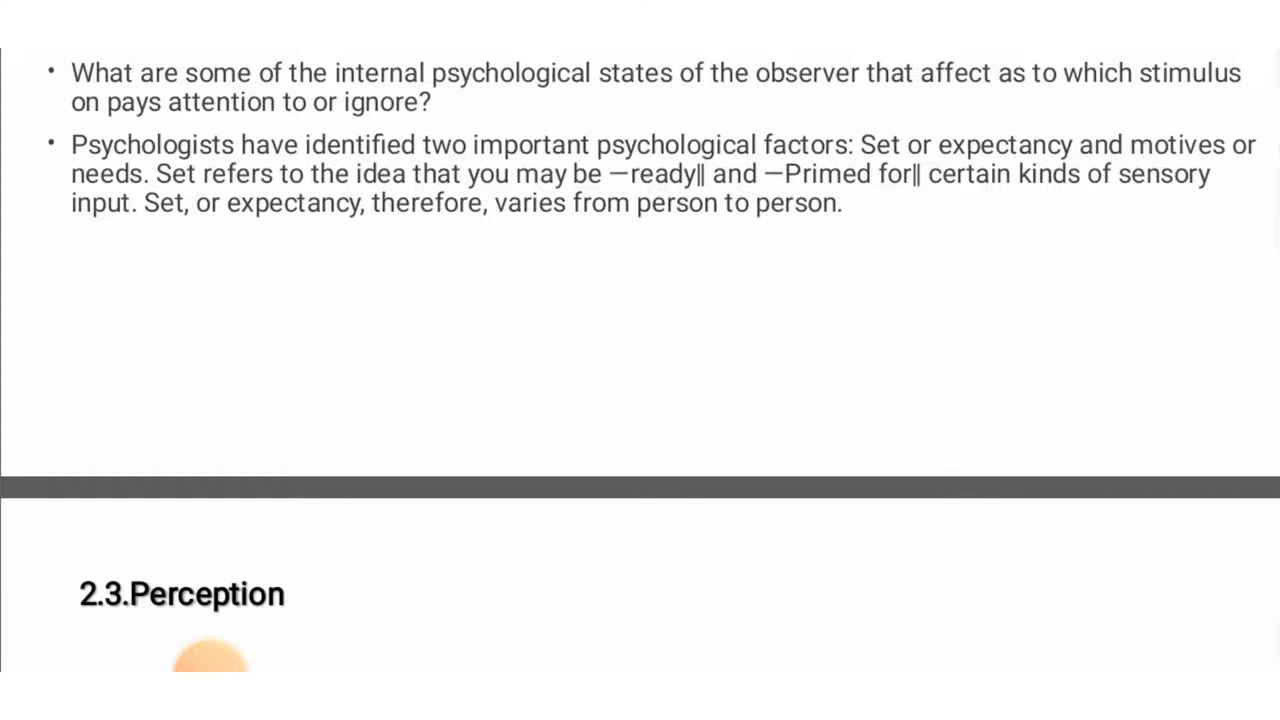 • What are some of the internal psychological states of the observer that affect as to which stimulus
on pays attention to or ignore?
• Psychologists have identified two important psychological factors: Set or expectancy and motives or
needs. Set refers to the idea that you may be ―ready‖ and ―Primed for‖ certain kinds of sensory
input. Set, or expectancy, therefore, varies from person to person.
2.3.Perception